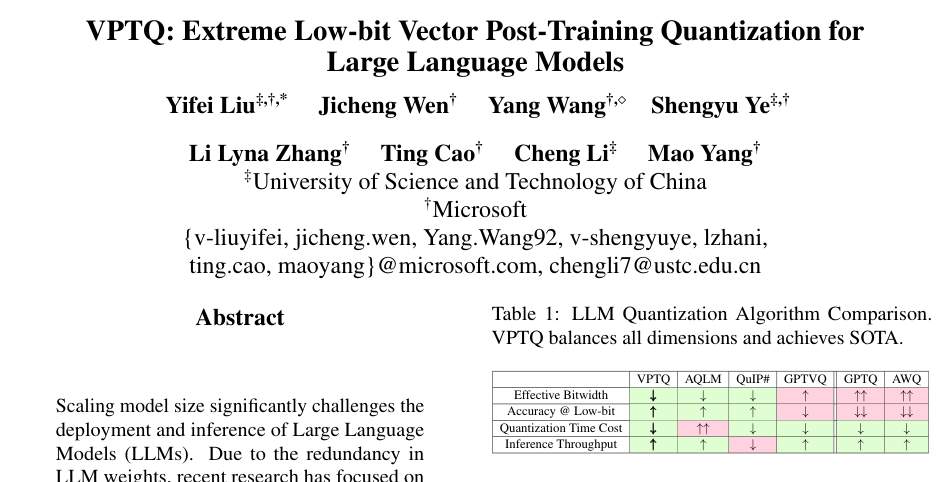 VPTQ: Extreme Low-bit Vector Post-Training Quantization for
Large Language Models
Yifei Liu‡,†,* Jicheng Wen† Yang Wang†,⋄ Shengyu Ye‡,†
Li Lyna Zhang† Ting Cao† Cheng Li‡ Mao Yang†
‡University of Science and Technology of China
†Microsoft
{v-liuyifei, jicheng.wen, Yang.Wang92, v-shengyuye, lzhani,
ting.cao, maoyang}@microsoft.com, chengli7@ustc.edu.cn
Abstract
Scaling model size significantly challenges the
deployment and inference of Large Language
Models (LLMs). Due to the redundancy in
LLM weights, recent research has focused on
Table 1: LLM Quantization Algorithm Comparison.
VPTQ balances all dimensions and achieves SOTA.
VPTQ AQLM QuIP# GPTVQ GPTQ AWQ
Effective Bitwidth ↓ ↓ ↓ ↑ ↑↑ ↑↑
Accuracy @ Low-bit ↑ ↑ ↑ ↓ ↓↓ ↓↓
Quantization Time Cost ↓ ↑↑ ↓ ↓ ↓ ↓
Inference Throughput ↑ ↑ ↓ ↑ ↑ ↑